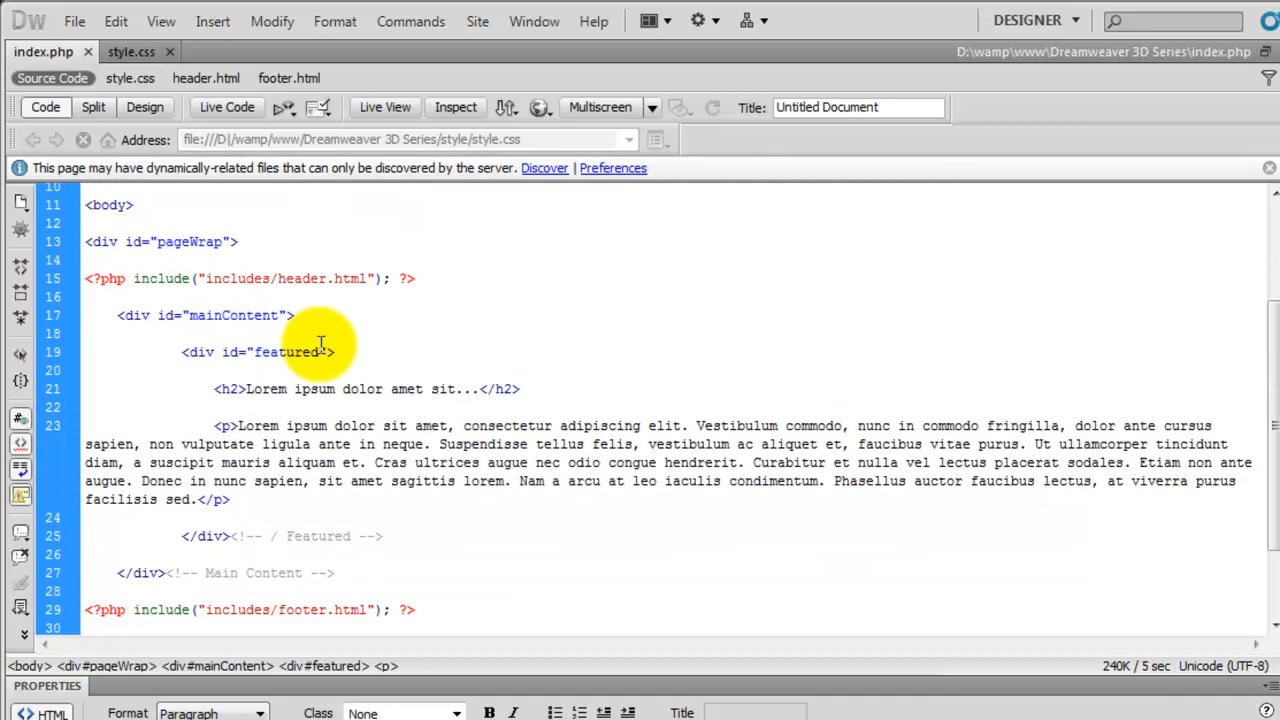 Dw File Edit View Insert Modify Format Commands Site Window Help DESIGNER
index.php style.css D:\wamp\www\Dreamweaver 3D Series\index.php
Source Code style.css header.html footer.html
Code Split Design Live Code Live View Inspect Multiscreen Title: Untitled Document
Address: file:///D|/wamp/www/Dreamweaver 3D Series/style/style.css
This page may have dynamically-related files that can only be discovered by the server. Discover | Preferences
10
11 <body>
12
13 <div id="pageWrap">
14
15 <?php include("includes/header.html"); ?>
16
17 <div id="mainContent">
18
19 <div id="featured">
20
21 <h2>Lorem ipsum dolor amet sit...</h2>
22
23 <p>Lorem ipsum dolor sit amet, consectetur adipiscing elit. Vestibulum commodo, nunc in commodo fringilla, dolor ante cursus
sapien, non vulputate ligula ante in neque. Suspendisse tellus felis, vestibulum ac aliquet et, faucibus vitae purus. Ut ullamcorper tincidunt
diam, a suscipit mauris aliquam et. Cras ultrices augue nec odio congue hendrerit. Curabitur et nulla vel lectus placerat sodales. Etiam non ante
augue. Donec in nunc sapien, sit amet sagittis lorem. Nam a arcu at leo iaculis condimentum. Phasellus auctor faucibus lectus, at viverra purus
facilisis sed.</p>
24
25 </div><!-- / Featured -->
26
27 </div><!-- Main Content -->
28
29 <?php include("includes/footer.html"); ?>
30
<body> <div#pageWrap> <div#mainContent> <div#featured> <p> 240K / 5 sec Unicode (UTF-8)
PROPERTIES
<> HTML Format Paragraph Class None B I Title